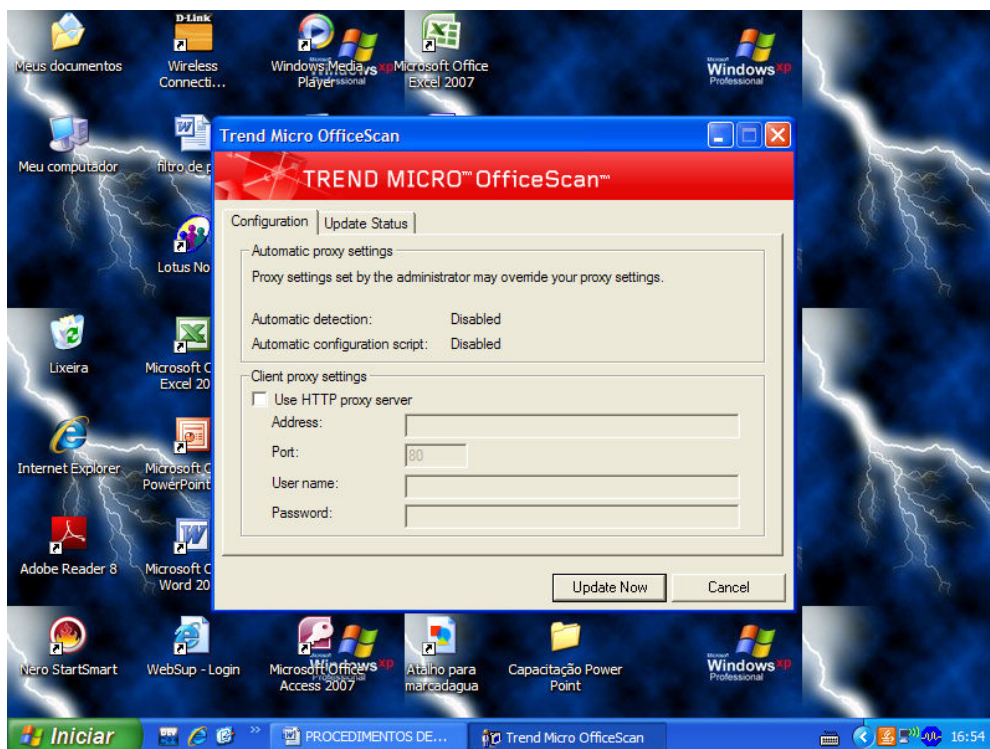 D-Link
Meus documentos
Wireless
Connecti...
Windows Media
Player
Microsoft Office
Excel 2007
Microsoft
Windows xp
Professional
Meu computador
filtro de p
Trend Micro OfficeScan
TREND MICRO™ OfficeScan™
Configuration
Update Status
Lotus No
Automatic proxy settings
Proxy settings set by the administrator may override your proxy settings.
Automatic detection: Disabled
Automatic configuration script: Disabled
Lixeira
Microsoft O
Excel 20
Client proxy settings
Use HTTP proxy server
Address:
Port: 80
User name:
Password:
Internet Explorer
Microsoft O
PowerPoint
Adobe Reader 8
Microsoft O
Word 20
Update Now
Cancel
Nero StartSmart
WebSup - Login
Microsoft Office
Access 2007
Atalho para
marcadagua
Capacitação Power
Point
Microsoft
Windows xp
Professional
Iniciar
PROCEDIMENTOS DE...
Trend Micro OfficeScan
16:54